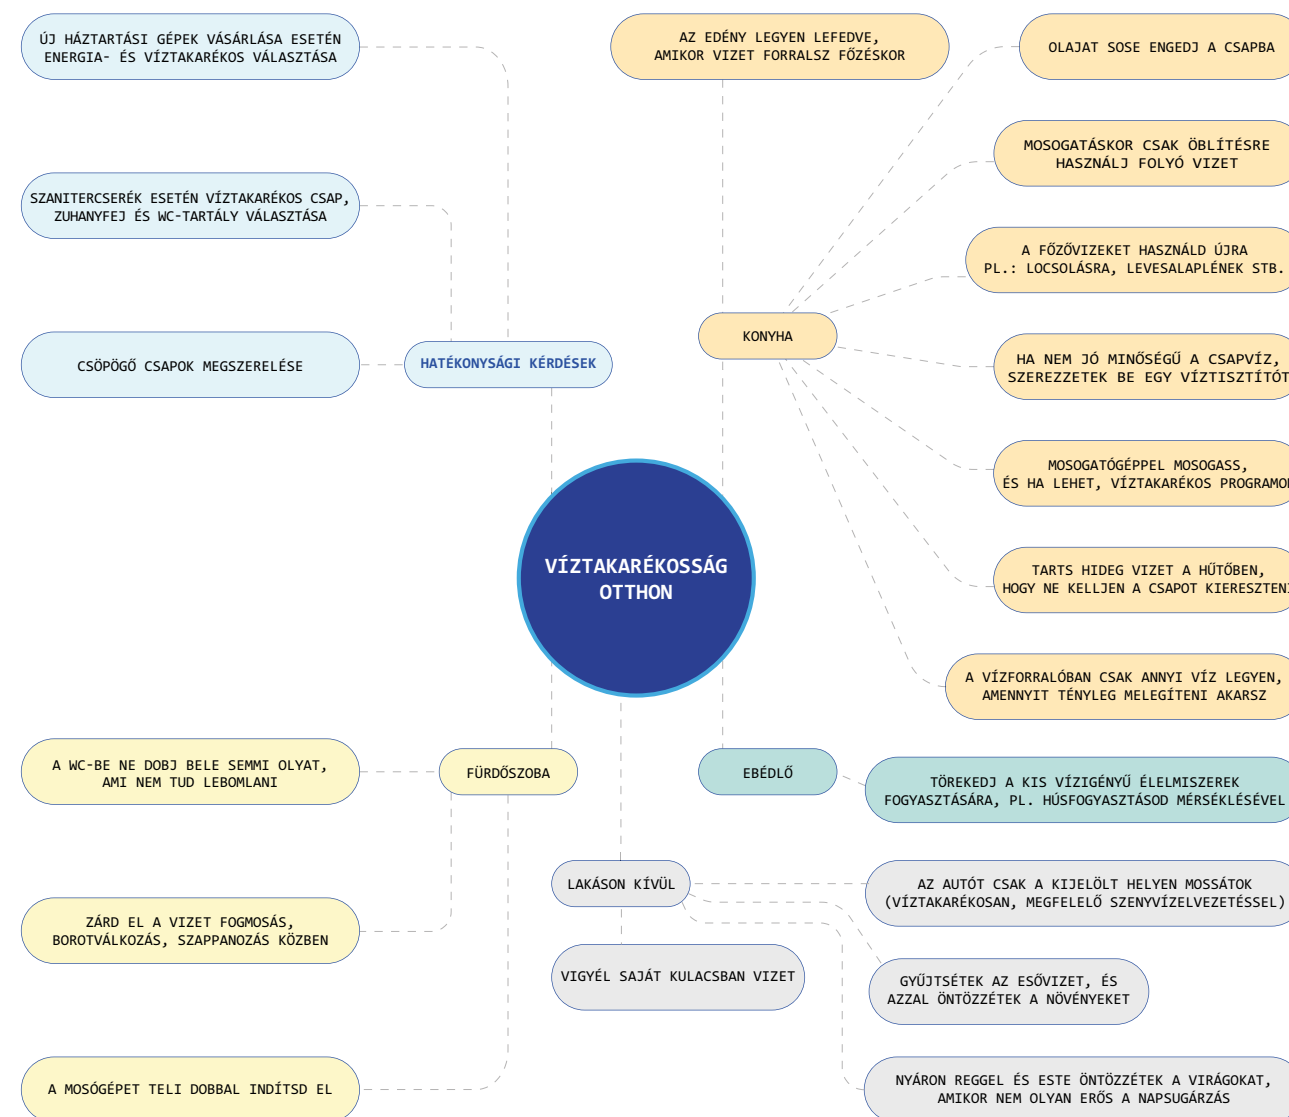 ÚJ HÁZTARTÁSI GÉPEK VÁSÁRLÁSA ESETÉN
ENERGIA- ÉS VÍZTAKARÉKOS VÁLASZTÁSA
SZANITERCSERÉK ESETÉN VÍZTAKARÉKOS CSAP,
ZUHANYFEJ ÉS WC-TARTÁLY VÁLASZTÁSA
CSÖPÖGŐ CSAPOK MEGSZERELÉSE
HATÉKONYSÁGI KÉRDÉSEK
AZ EDÉNY LEGYEN LEFEDVE,
AMIKOR VIZET FORRALSZ FŐZÉSKOR
KONYHA
OLAJAT SOSE ENGEDJ A CSAPBA
MOSOGATÁSKOR CSAK ÖBLÍTÉSRE
HASZNÁLJ FOLYÓ VIZET
A FŐZŐVIZEKET HASZNÁLD ÚJRA
PL.: LOCSOLÁSRA, LEVESALAPLÉNEK STB.
HA NEM JÓ MINŐSÉGŰ A CSAPVÍZ,
SZEREZZETEK BE EGY VÍZTISZTÍTÓT
MOSOGATÓGÉPPEL MOSOGASS,
ÉS HA LEHET, VÍZTAKARÉKOS
TARTS HIDEG VIZET A HŰTŐBEN,
HOGY NE KELLJEN A CSAPOT KIERESZTENI
A VÍZFORRALÓBAN CSAK ANNYI VÍZ LEGYEN,
AMENNYIT TÉNYLEG MELEGÍTENI AKARSZ
VÍZTAKARÉKOSSÁG
OTTHON
FÜRDŐSZOBA
A WC-BE NE DOBJ BELE SEMMI OLYAT,
AMI NEM TUD LEBOMLANI
ZÁRD EL A VIZET FOGMOSÁS,
BOROTVÁLKOZÁS, SZAPPANOZÁS KÖZBEN
A MOSÓGÉPET TELI DOBBAL INDÍTSD EL
EBÉDLŐ
TÖREKEDJ A KIS VÍZIGÉNYŰ ÉLELMISZEREK
FOGYASZTÁSÁRA, PL. HÚSFOGYASZTÁSOD MÉRSÉKLÉSÉVEL
LAKÁSON KÍVÜL
VIGYÉL SAJÁT KULACSBAN VIZET
AZ AUTÓT CSAK A KIJELÖLT HELYEN MOSSÁTOK
(VÍZTAKARÉKOSAN, MEGFELELŐ SZENYVÍZELVEZETÉSSEL)
GYŰJTSÉTEK AZ ESŐVIZET, ÉS
AZZAL ÖNTÖZZÉTEK A NÖVÉNYEKET
NYÁRON REGGEL ÉS ESTE ÖNTÖZZÉTEK A VIRÁGOKAT,
AMIKOR NEM OLYAN ERŐS A NAPSUGÁRZÁS